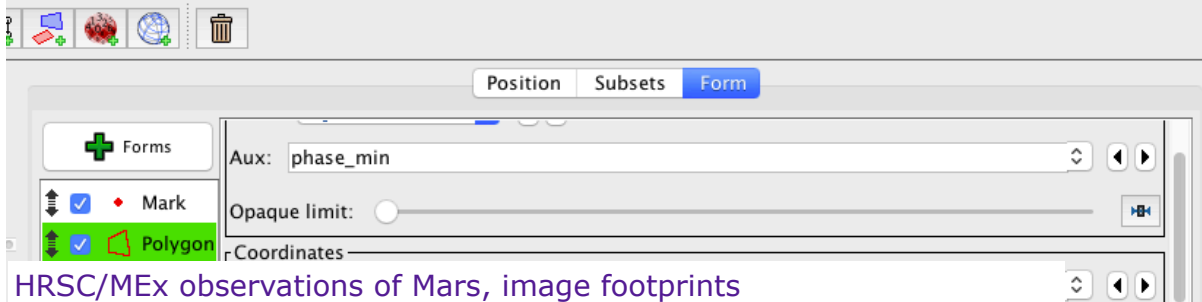 Position Subsets Form
Forms
Aux: phase_min
Mark
Opaque limit:
Polygon
Coordinates
HRSC/MEx observations of Mars, image footprints